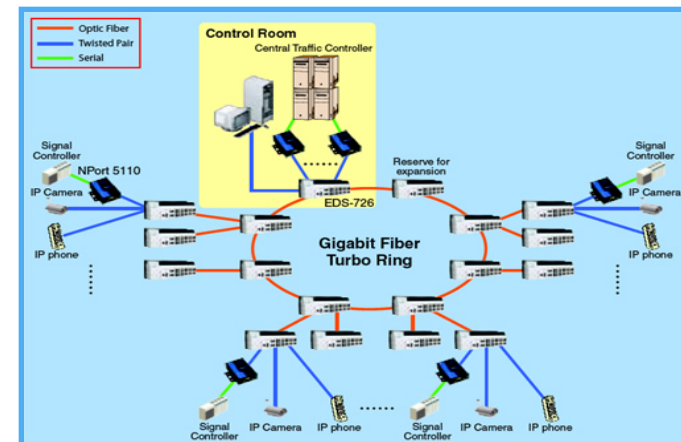 Optic Fiber
Twisted Pair
Serial
Control Room
Central Traffic Controller
EDS-726
Reserve for
expansion
Signal
Controller
NPort 5110
IP Camera
IP phone
Signal
Controller
IP Camera
IP phone
Gigabit Fiber
Turbo Ring
Signal
Controller
IP Camera
IP phone
Signal
Controller
IP Camera
IP phone